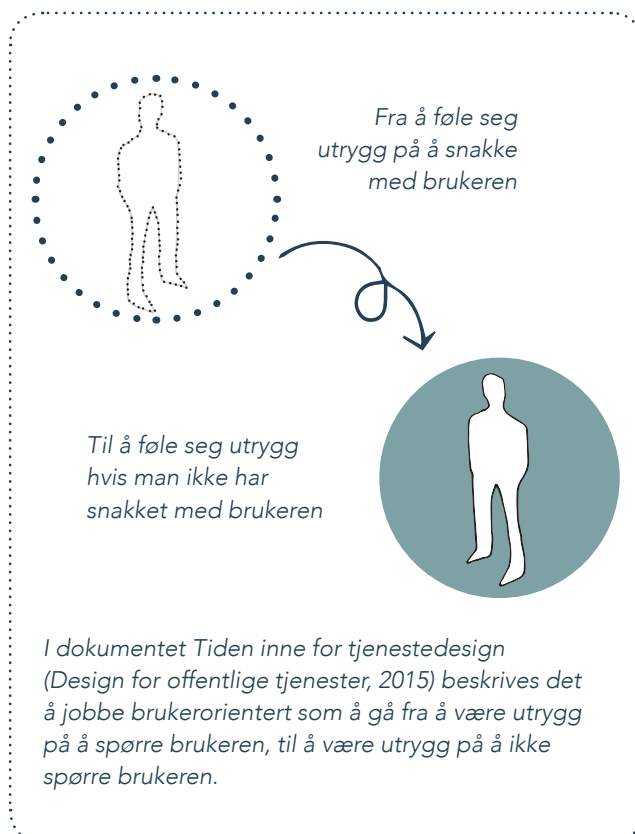 Fra å føle seg
utrygg på å snakke
med brukeren
Til å føle seg utrygg
hvis man ikke har
snakket med brukeren
I dokumentet Tiden inne for tjenestedesign
(Design for offentlige tjenester, 2015) beskrives det
å jobbe brukerorientert som å gå fra å være utrygg
på å spørre brukeren, til å være utrygg på å ikke
spørre brukeren.